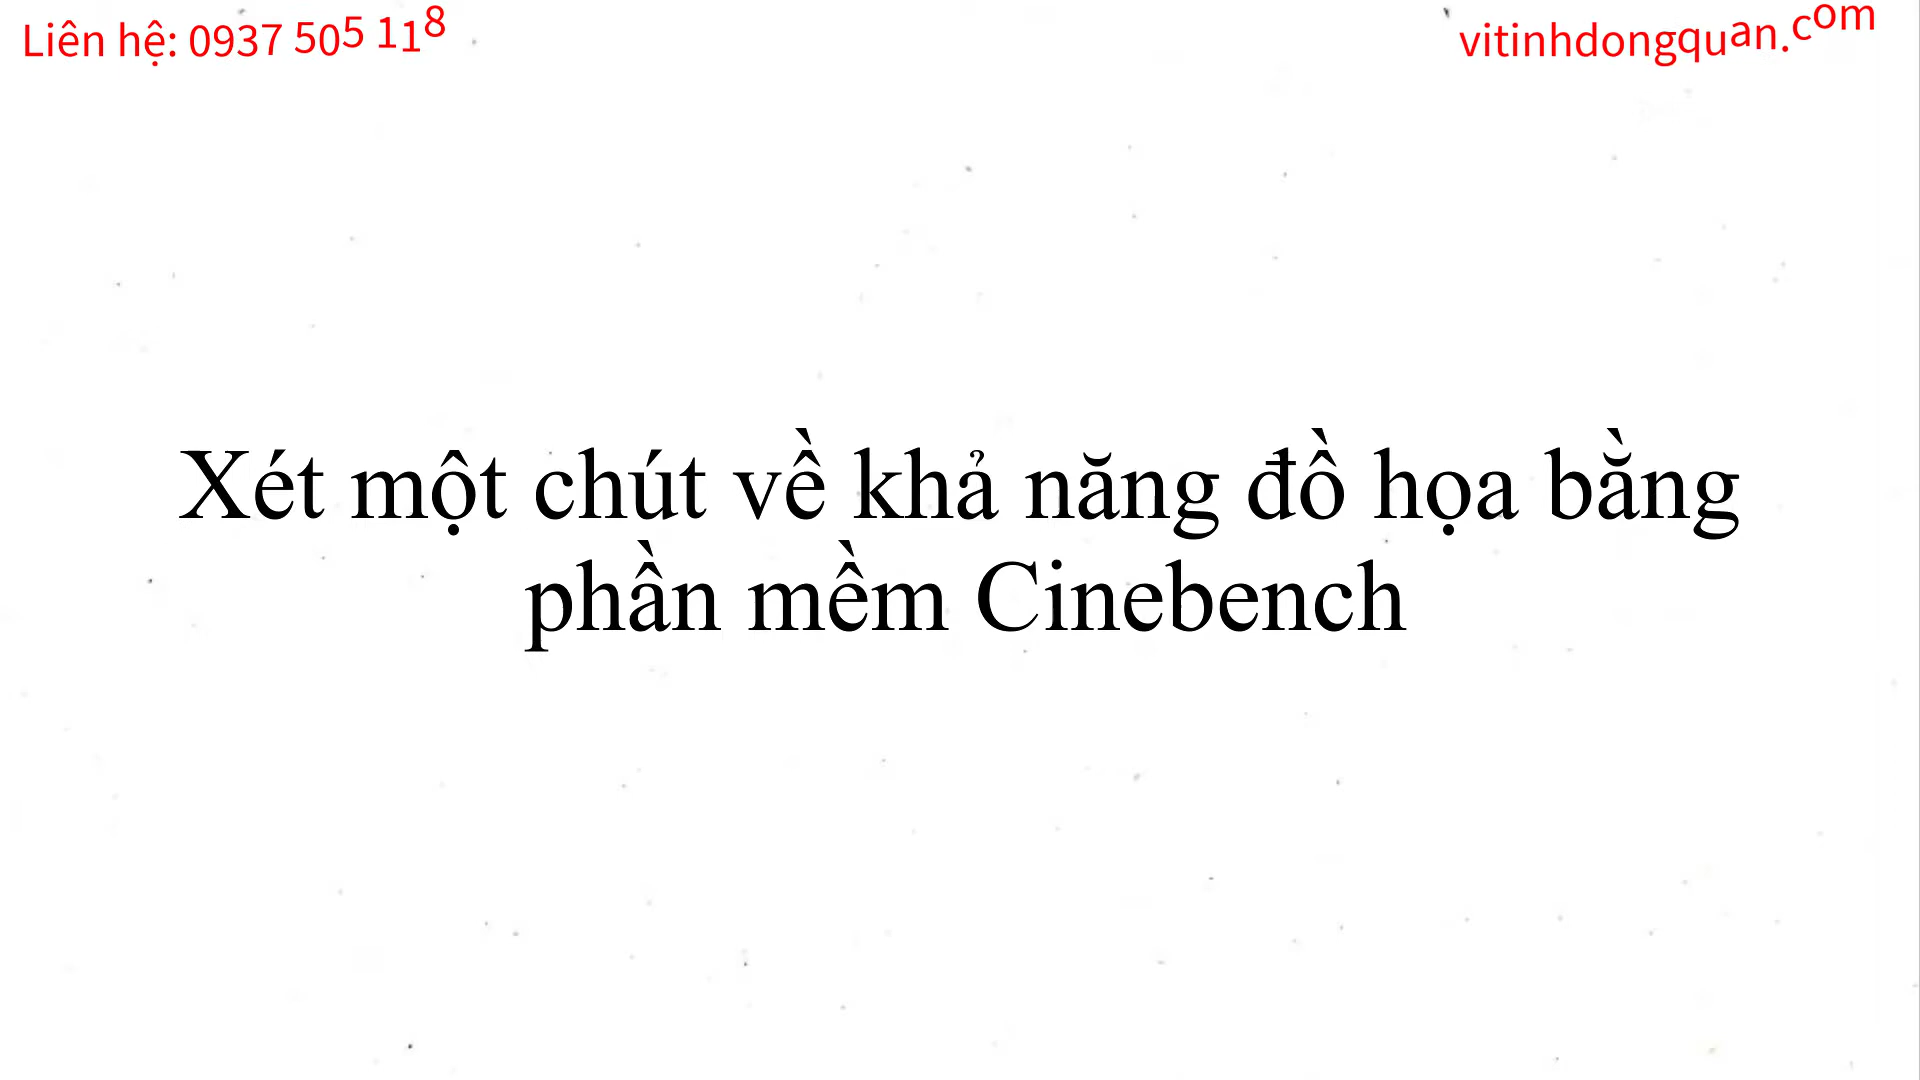 Liên hệ: 0937 505 118
vitinhdongquan.com
Xét một chút về khả năng đồ họa bằng
phần mềm Cinebench